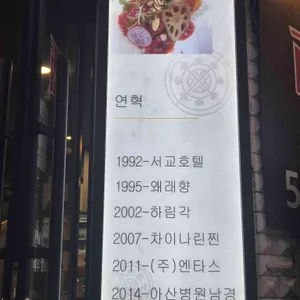 연혁
1992-서교호텔
1995-왜래향
2002-하림각
2007-차이나린찐
2011-(주)엔타스
2014-아산병원남경